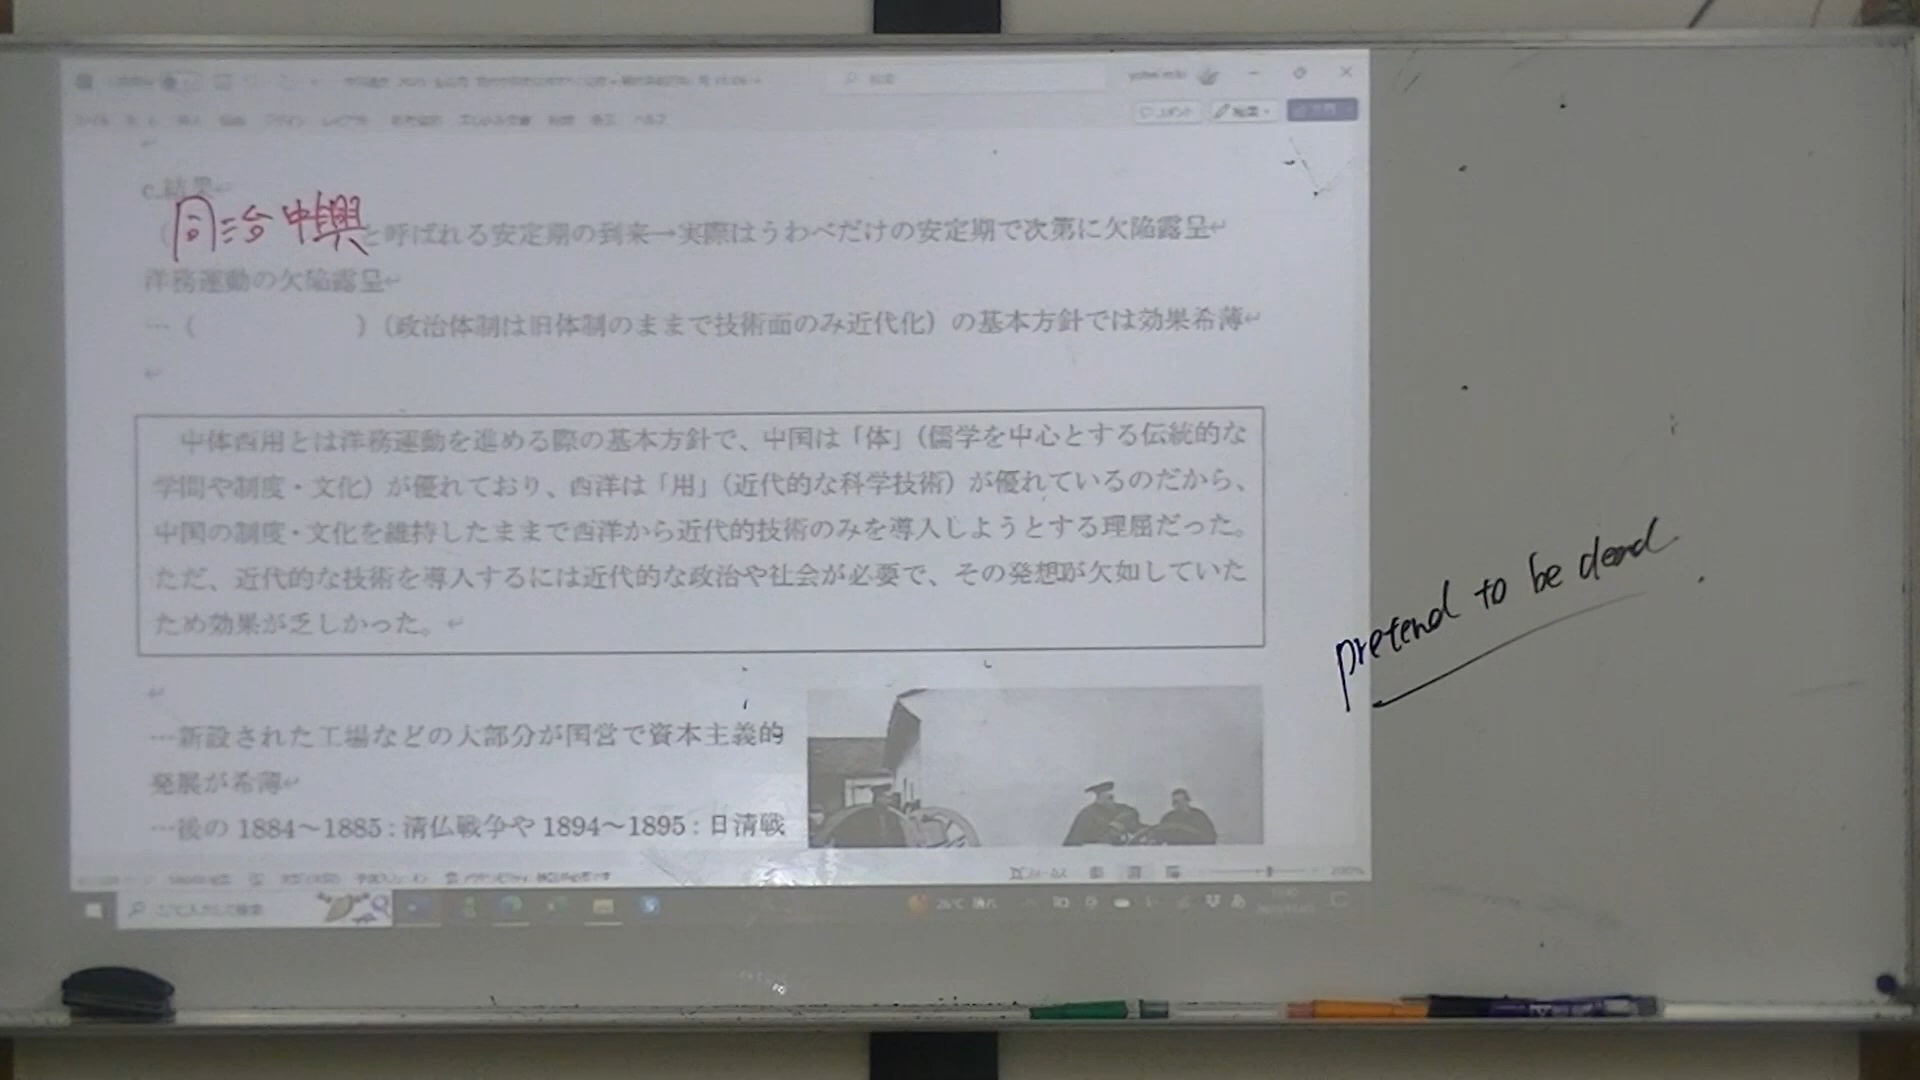 c.結果
(同治中興と呼ばれる安定期の到来→実際はうわべだけの安定期で次第に欠陥露呈
洋務運動の欠陥露呈
…（　　　　　　）（政治体制は旧体制のままで技術面のみ近代化）の基本方針では効果希薄
中体西用とは洋務運動を進める際の基本方針で、中国は「体」（儒学を中心とする伝統的な
学問や制度・文化）が優れており、西洋は「用」（近代的な科学技術）が優れているのだから、
中国の制度・文化を維持したままで西洋から近代的技術のみを導入しようとする理屈だった。
ただ、近代的な技術を導入するには近代的な政治や社会が必要で、その発想が欠如していた
ため効果が乏しかった。
…新設された工場などの大部分が国営で資本主義的
発展が希薄
…後の 1884～1885：清仏戦争や 1894～1895：日清戦
pretend to be dead
ここに入力して検索